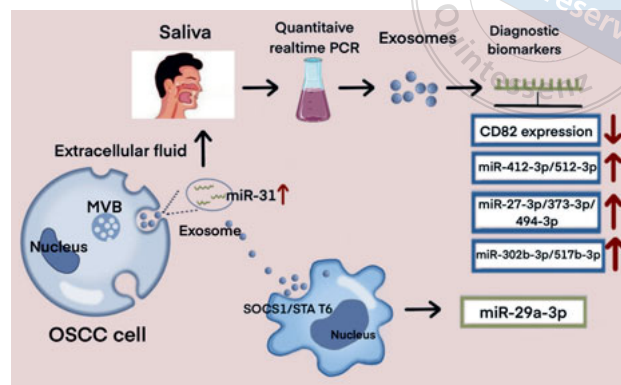 Saliva
Quantitaive
realtime PCR
Exosomes
Diagnostic
biomarkers
CD82 expression
miR-412-3p/512-3p
miR-27-3p/373-3p/
494-3p
miR-302b-3p/517b-3p
Extracellular fluid
MVB
Nucleus
miR-31
Exosome
OSCC cell
SOCS1/STA T6
Nucleus
miR-29a-3p
Quintessenz
reserv